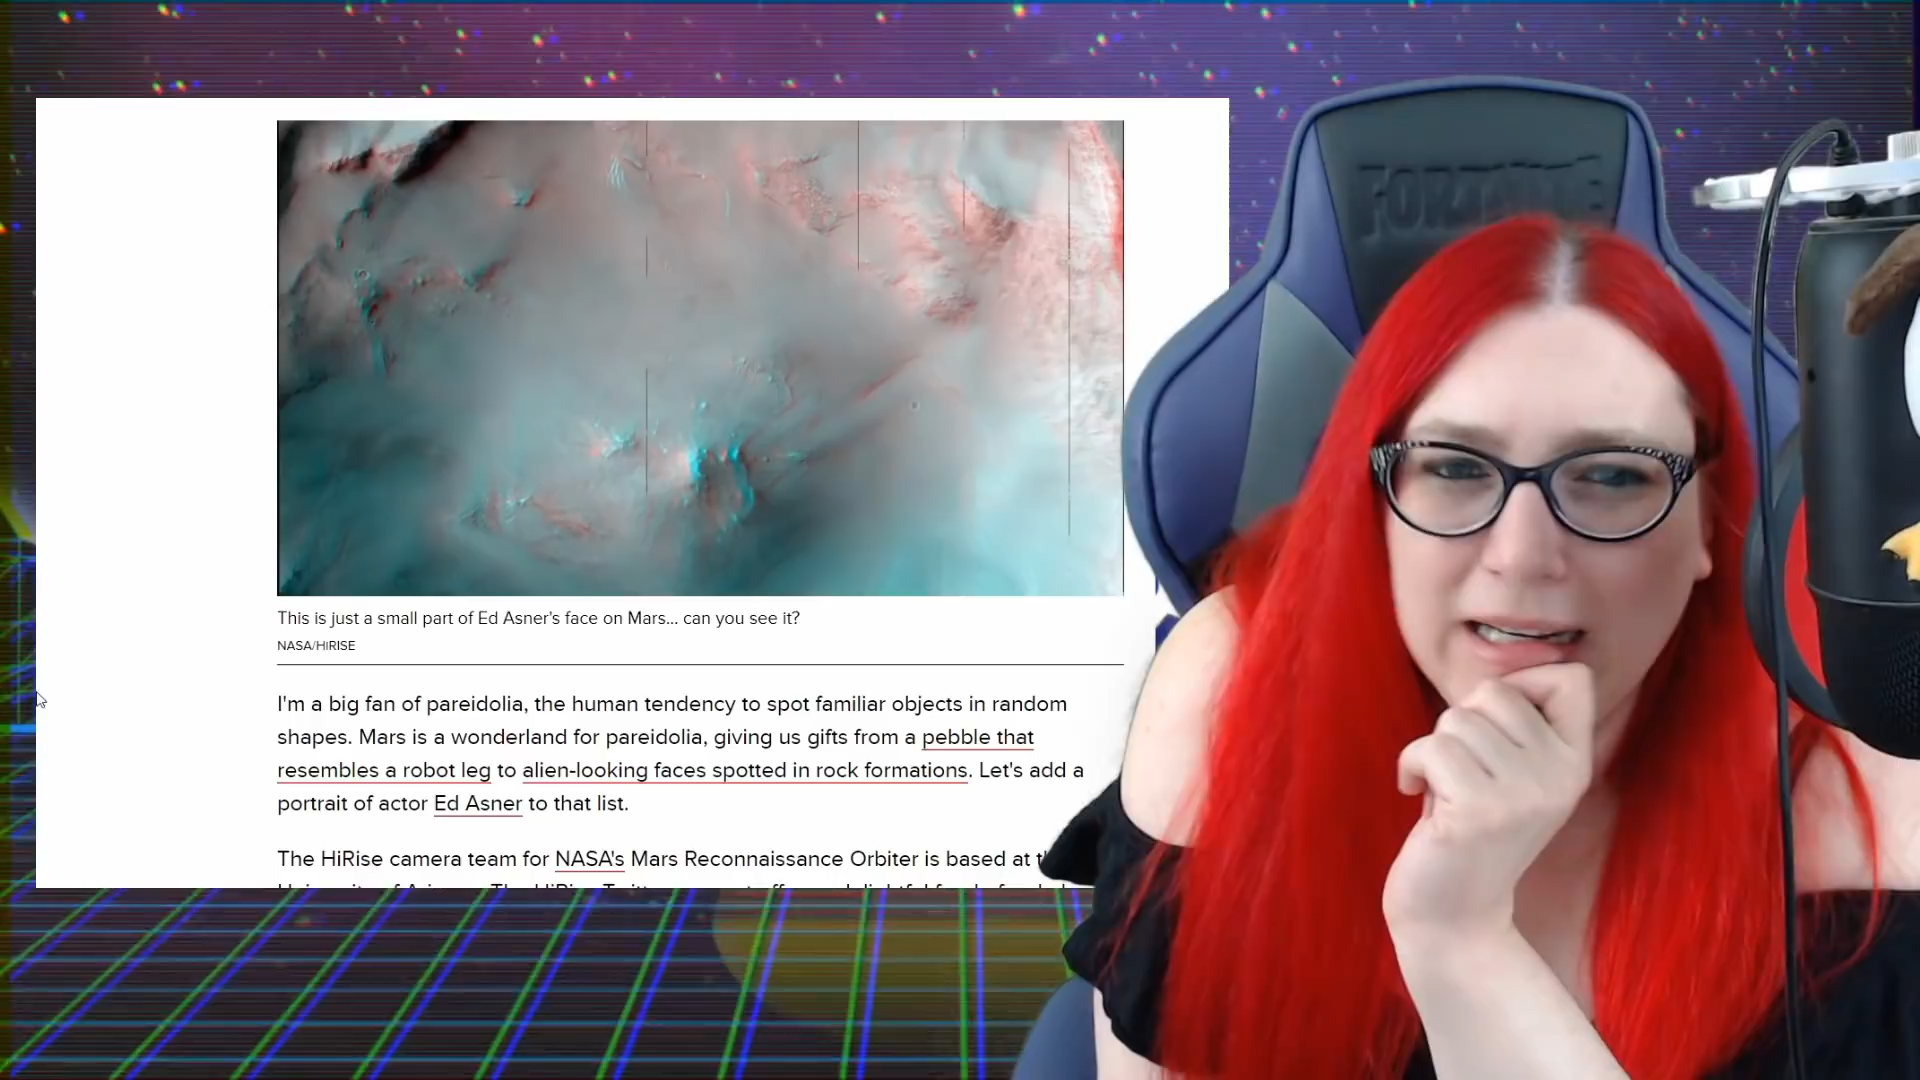 FORTNITE
This is just a small part of Ed Asner's face on Mars... can you see it?
NASA/HIRISE
I'm a big fan of pareidolia, the human tendency to spot familiar objects in random
shapes. Mars is a wonderland for pareidolia, giving us gifts from a pebble that
resembles a robot leg to alien-looking faces spotted in rock formations. Let's add a
portrait of actor Ed Asner to that list.
The HiRise camera team for NASA's Mars Reconnaissance Orbiter is based at